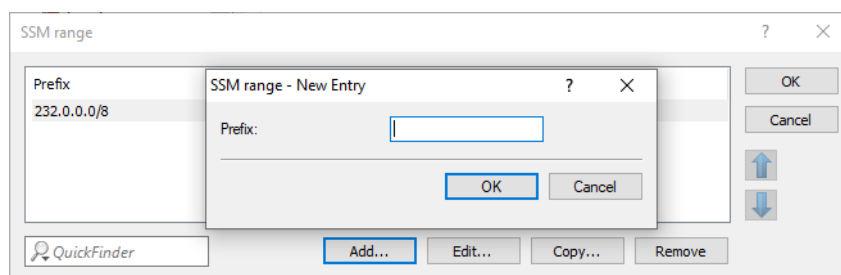 SSM range
?
Prefix
232.0.0.0/8
SSM range - New Entry
?
Prefix:
OK
Cancel
OK
Cancel
QuickFinder
Add...
Edit...
Copy...
Remove